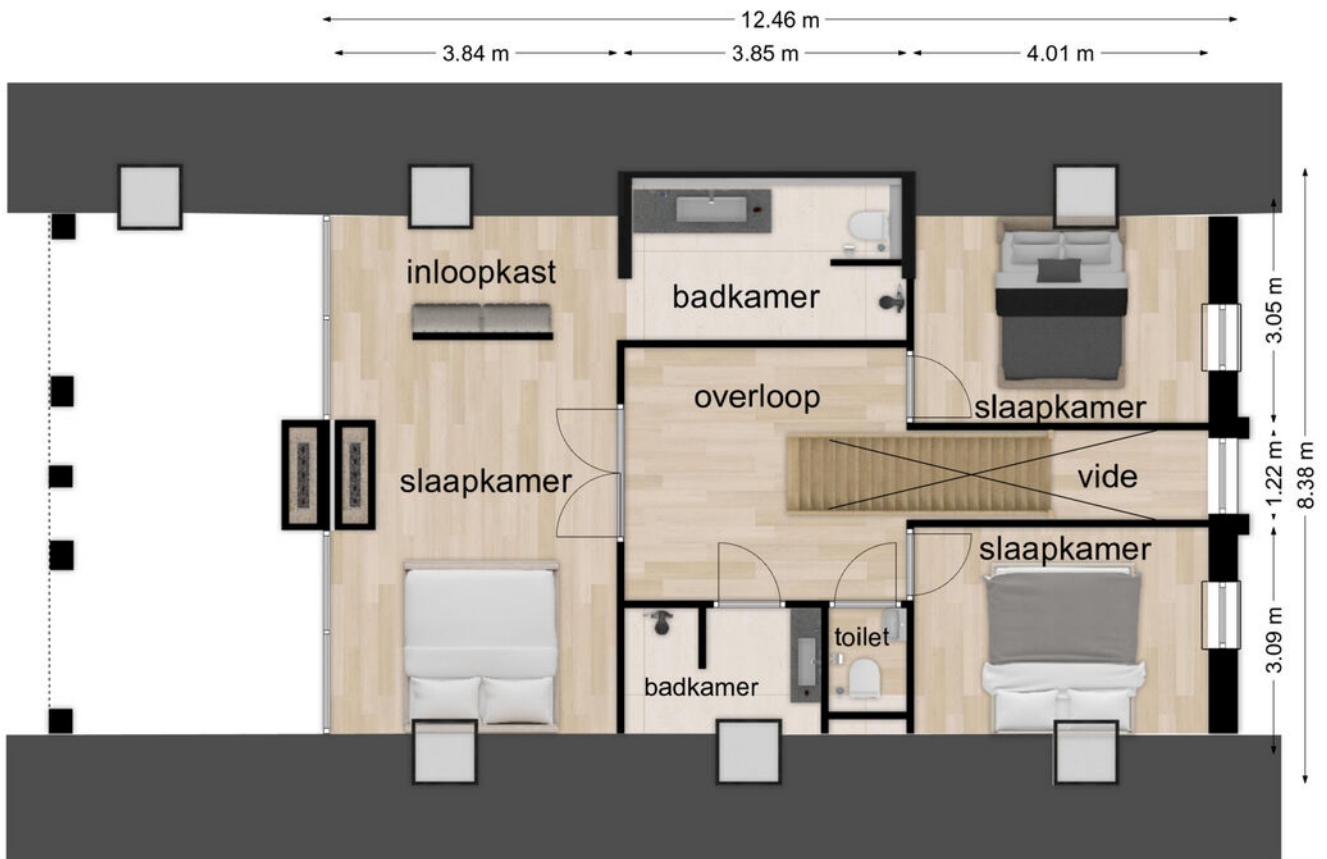 12.46 m
3.84 m
3.85 m
4.01 m
inloopkast
badkamer
overloop
slaapkamer
slaapkamer
vide
slaapkamer
toilet
badkamer
3.05 m
1.22 m
8.38 m
3.09 m